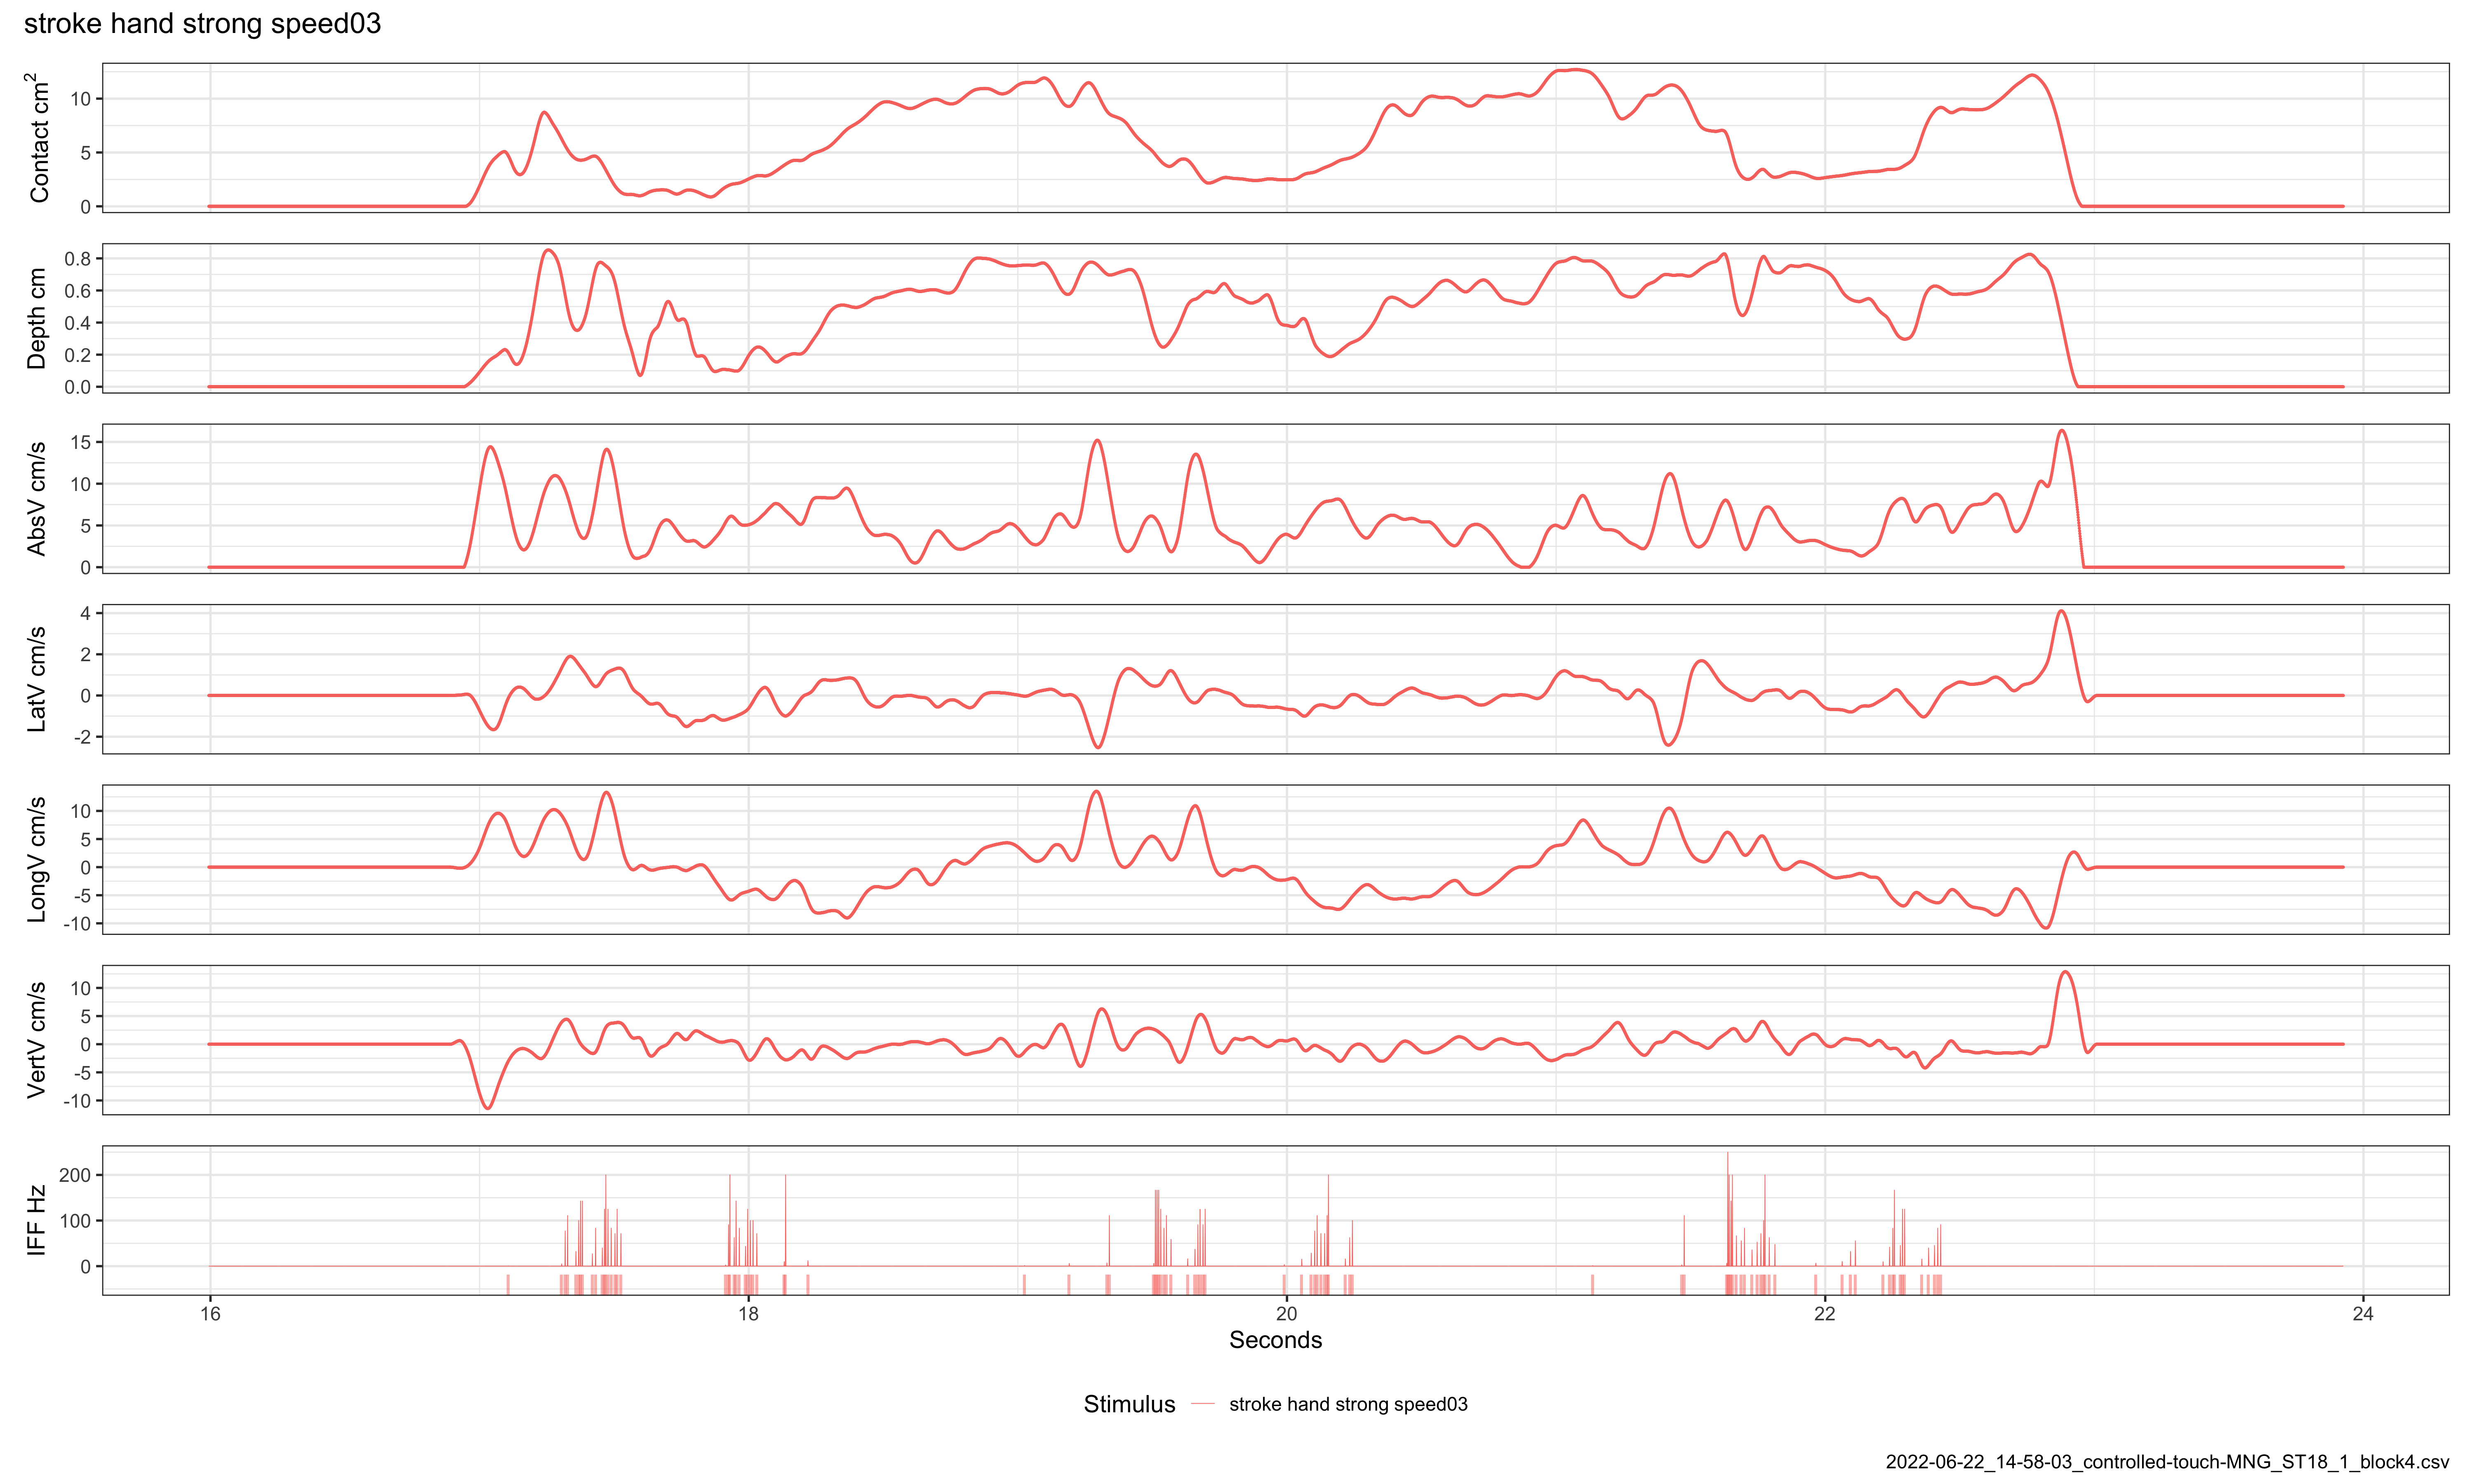 stroke hand strong speed03
Contact cm²
10
5
0
Depth cm
0.8
0.6
0.4
0.2
0.0
AbsV cm/s
15
10
5
0
LatV cm/s
4
2
0
-2
LongV cm/s
10
5
0
-5
-10
VertV cm/s
10
5
0
-5
-10
IFF Hz
200
100
0
16 18 20 22 24
Seconds
Stimulus stroke hand strong speed03
2022-06-22_14-58-03_controlled-touch-MNG_ST18_1_block4.csv